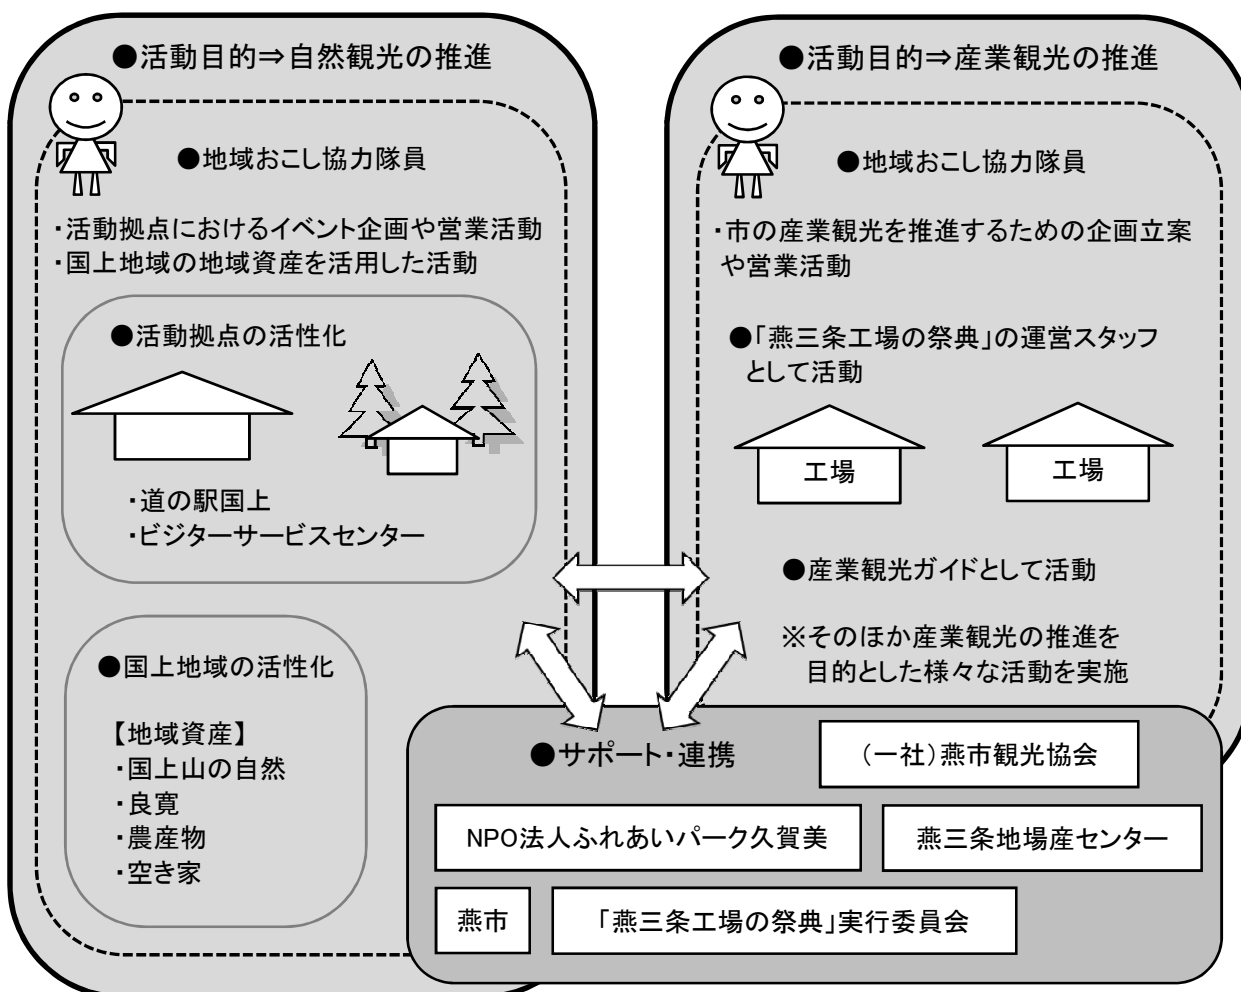 ●活動目的⇒自然観光の推進
●地域おこし協力隊員
・活動拠点におけるイベント企画や営業活動
・国上地域の地域資産を活用した活動
●活動拠点の活性化
・道の駅国上
・ビジターサービスセンター
●国上地域の活性化
【地域資産】
・国上山の自然
・良寛
・農産物
・空き家
●活動目的⇒産業観光の推進
●地域おこし協力隊員
・市の産業観光を推進するための企画立案
や営業活動
●「燕三条工場の祭典」の運営スタッフ
として活動
工場
工場
●産業観光ガイドとして活動
※そのほか産業観光の推進を
目的とした様々な活動を実施
●サポート・連携
(一社)燕市観光協会
NPO法人ふれあいパーク久賀美
燕三条地場産センター
燕市
「燕三条工場の祭典」実行委員会